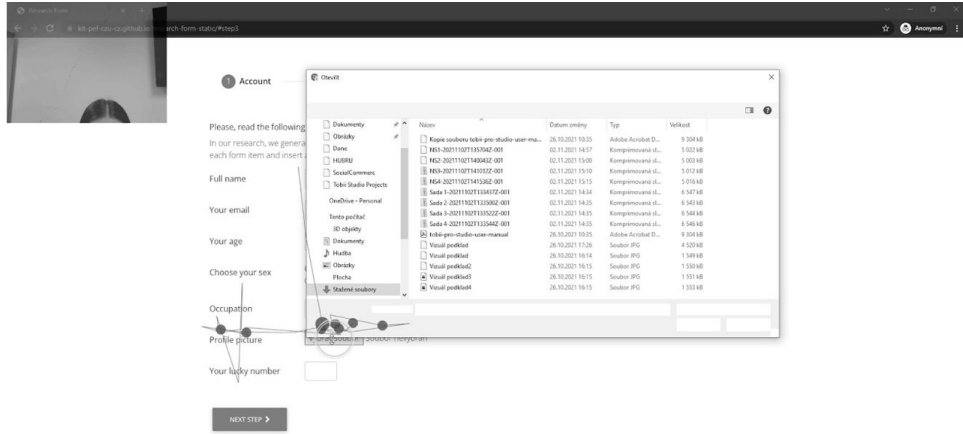 Research Form
kit-pef-czu-cz.github.io/research-form-static/#step3
Anonymní
1 Account
Otevřít
Please, read the following
In our research, we genera
each form item and insert a
Full name
Your email
Your age
Choose your sex
Occupation
Profile picture
Soubor nevybrán
Your lucky number
NEXT STEP
Dokumenty
Obrázky
Done
HUBRU
SocialCommerc
Tobii Studio Projects
OneDrive - Personal
Tento počítač
3D objekty
Dokumenty
Hudba
Obrázky
Plocha
Stažené soubory
Název Datum změny Typ Velikost
Kopie souboru tobii-pro-studio-user-ma... 26.10.2021 10:35 Adobe Acrobat D... 9 304 kB
NS1-20211102T135704Z-001 02.11.2021 14:57 Komprimovaná sl... 5 022 kB
NS2-20211102T140043Z-001 02.11.2021 15:00 Komprimovaná sl... 5 003 kB
NS3-20211102T141012Z-001 02.11.2021 15:10 Komprimovaná sl... 5 012 kB
NS4-20211102T141536Z-001 02.11.2021 15:15 Komprimovaná sl... 5 016 kB
Sada 1-20211102T133437Z-001 02.11.2021 14:34 Komprimovaná sl... 6 547 kB
Sada 2-20211102T133500Z-001 02.11.2021 14:35 Komprimovaná sl... 6 543 kB
Sada 3-20211102T133522Z-001 02.11.2021 14:35 Komprimovaná sl... 6 544 kB
Sada 4-20211102T133544Z-001 02.11.2021 14:35 Komprimovaná sl... 6 546 kB
tobii-pro-studio-user-manual 26.10.2021 10:35 Adobe Acrobat D... 9 304 kB
Vizuál podklad 26.10.2021 17:26 Soubor JPG 4 520 kB
Vizuál podklad 26.10.2021 16:14 Soubor JPG 1 549 kB
Vizuál podklad2 26.10.2021 16:15 Soubor JPG 1 550 kB
Vizuál podklad3 26.10.2021 16:15 Soubor JPG 1 551 kB
Vizuál podklad4 26.10.2021 16:15 Soubor JPG 1 553 kB